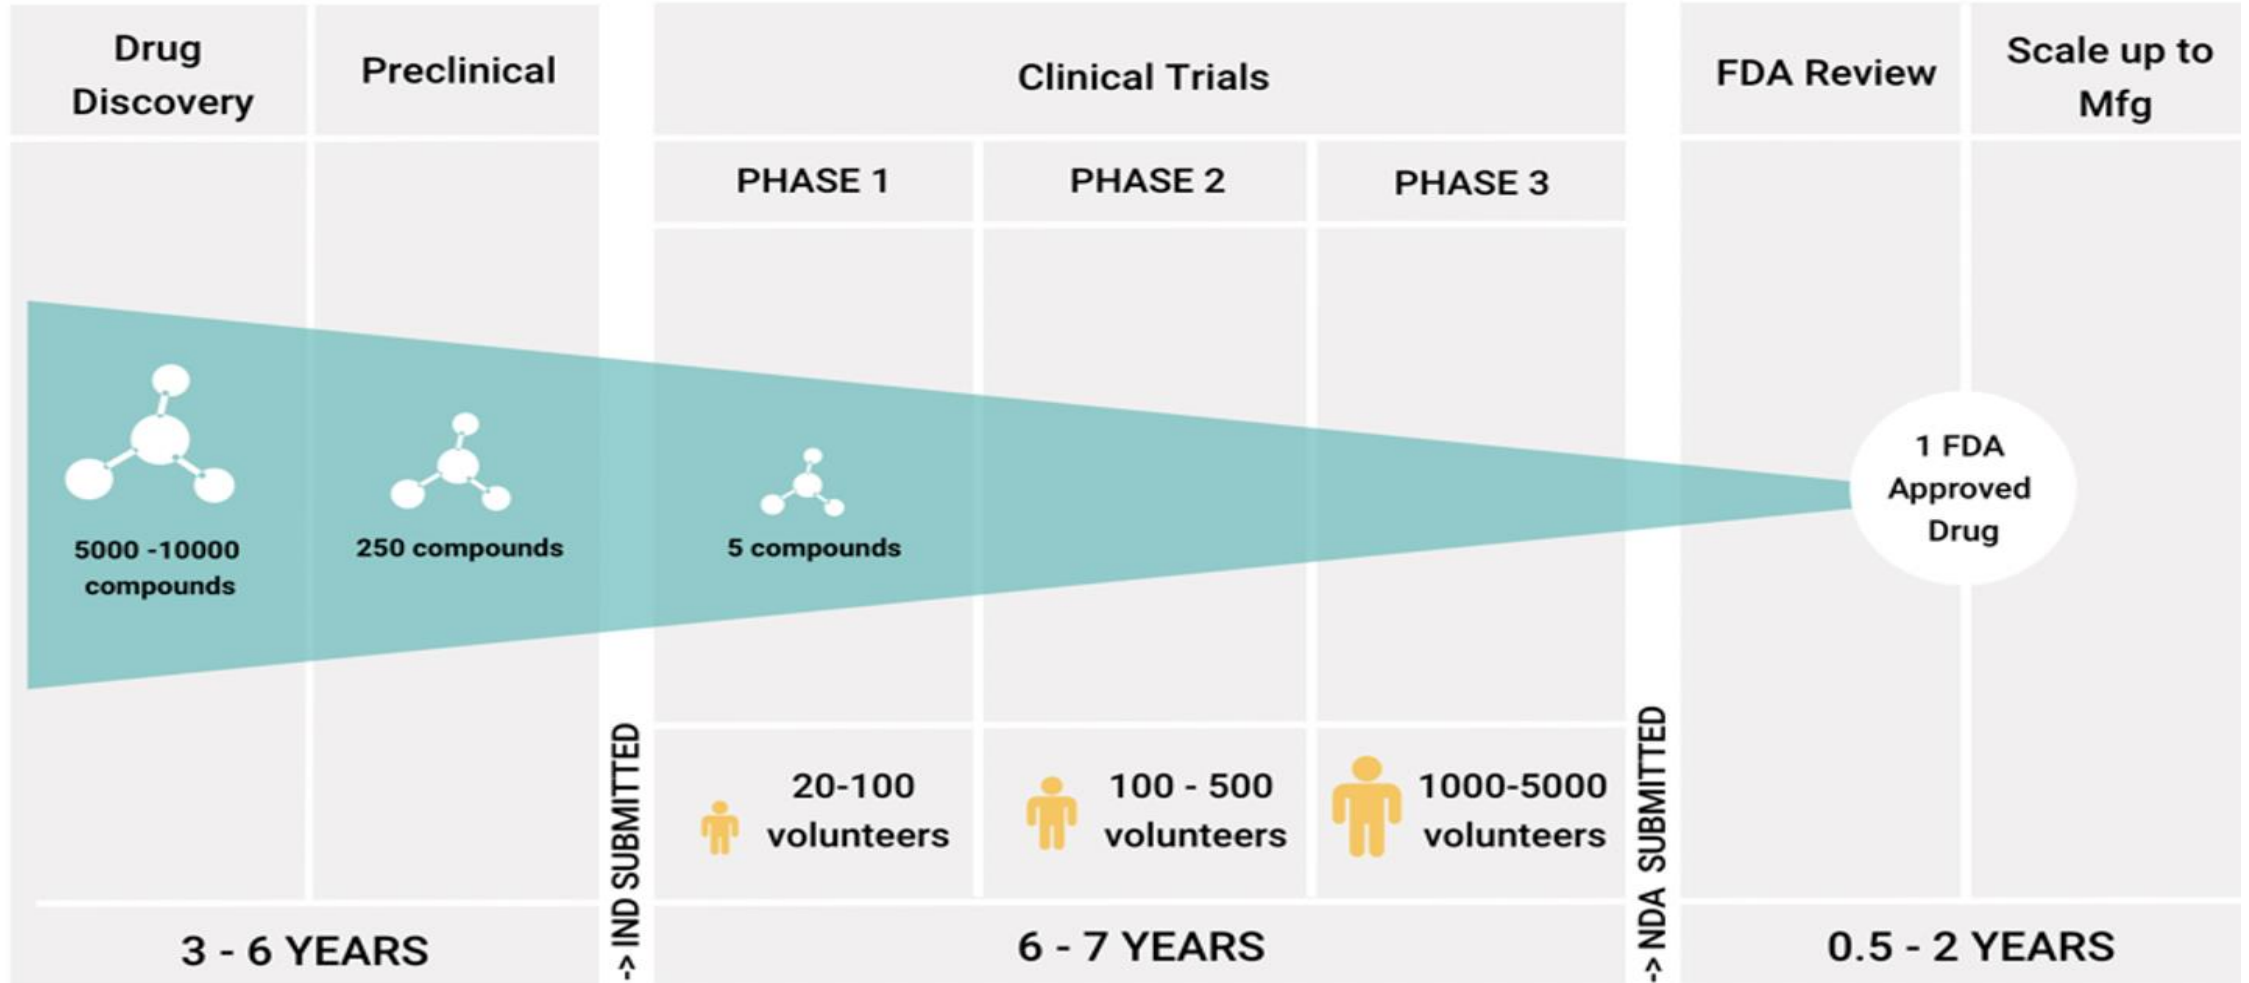 Drug
Discovery
Preclinical
Clinical Trials
FDA Review
Scale up to
Mfg
PHASE 1
PHASE 2
PHASE 3
5000 -10000
compounds
250 compounds
5 compounds
1 FDA
Approved
Drug
-> IND SUBMITTED
20-100
volunteers
100 - 500
volunteers
1000-5000
volunteers
-> NDA SUBMITTED
3 - 6 YEARS
6 - 7 YEARS
0.5 - 2 YEARS